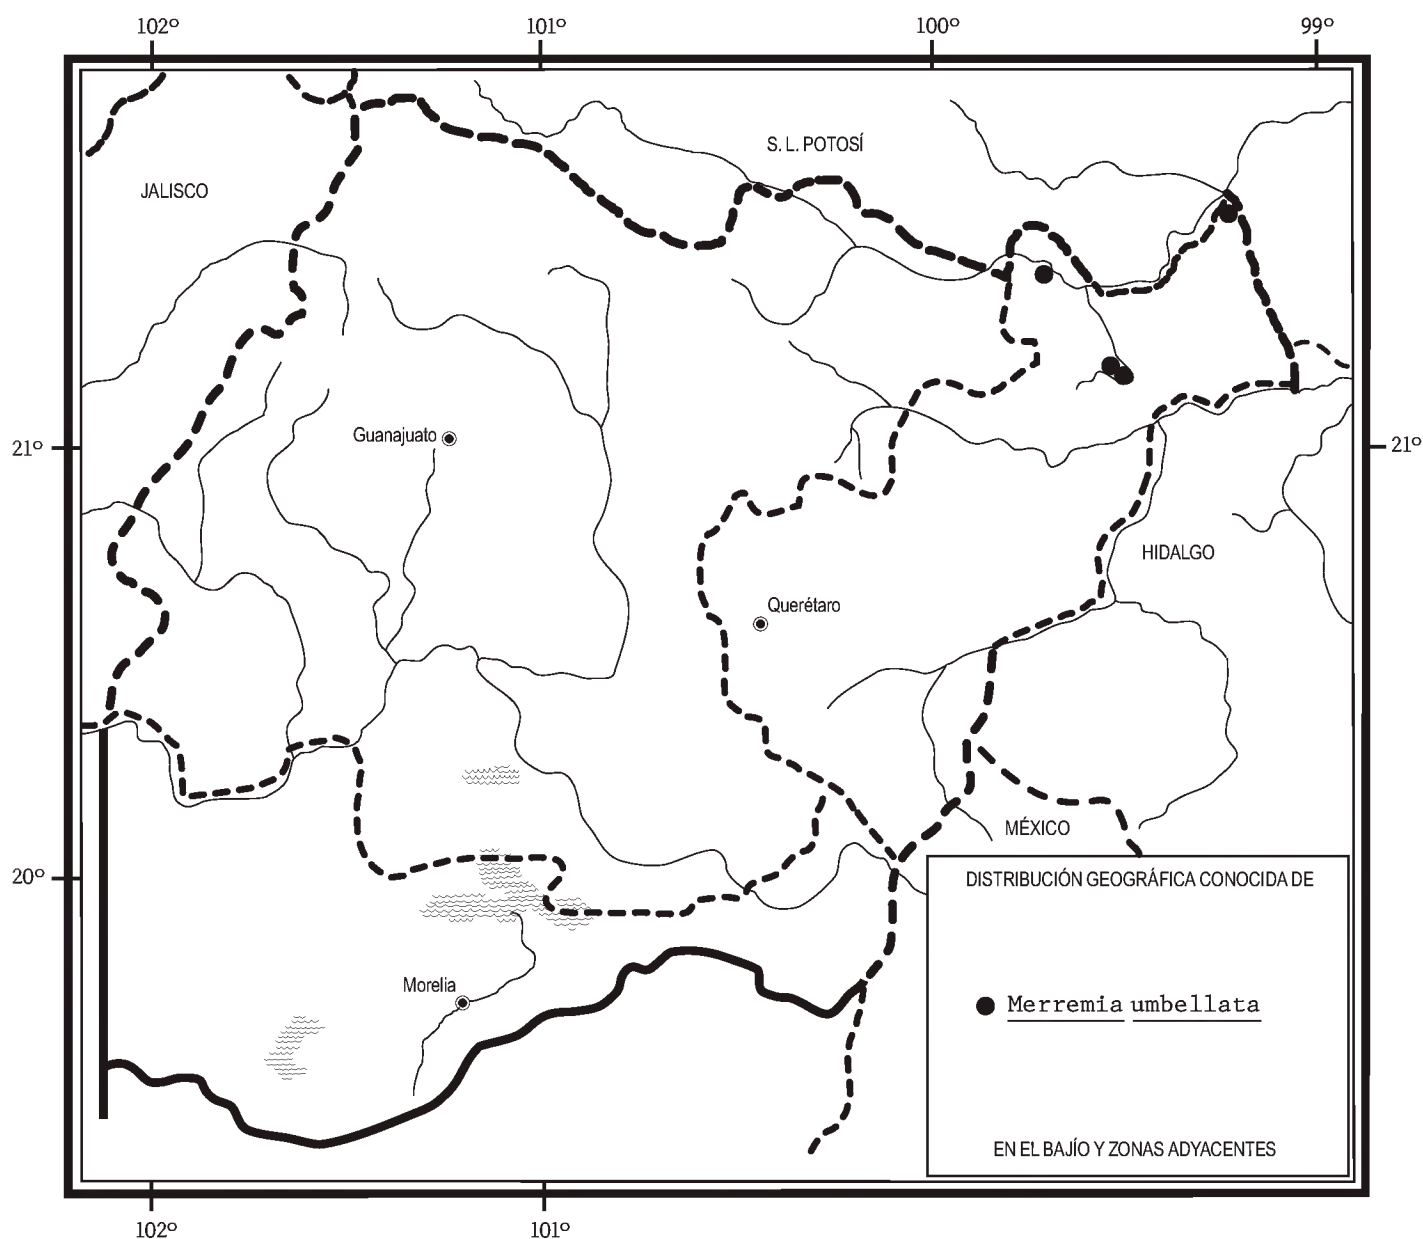 102° 101° 100° 99°
S. L. POTOSÍ
JALISCO
Guanajuato
21° 21°
HIDALGO
Querétaro
MÉXICO
20°
DISTRIBUCIÓN GEOGRÁFICA CONOCIDA DE
Morelia
Merremia umbellata
EN EL BAJÍO Y ZONAS ADYACENTES
102° 101°